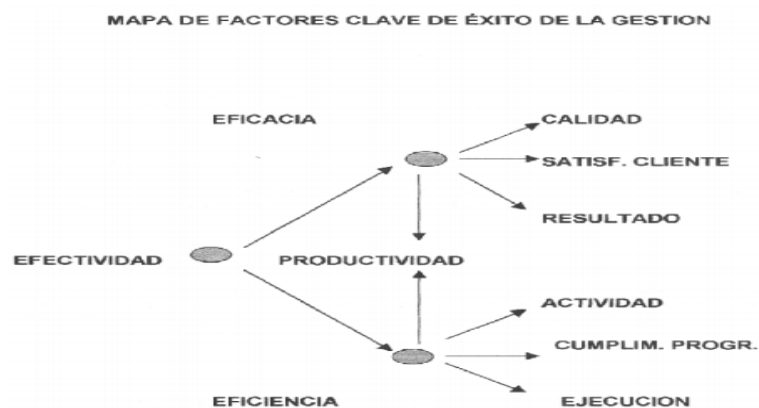 MAPA DE FACTORES CLAVE DE ÉXITO DE LA GESTION
EFICACIA
CALIDAD
SATISF. CLIENTE
RESULTADO
EFECTIVIDAD
PRODUCTIVIDAD
ACTIVIDAD
CUMPLIM. PROGR.
EFICIENCIA
EJECUCION